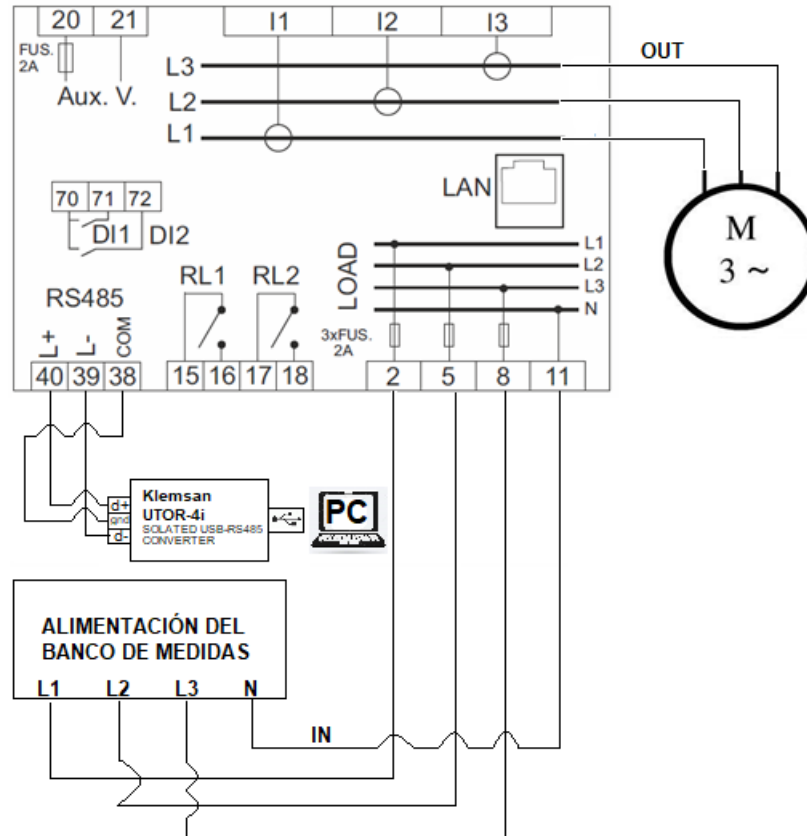 20 21 I1 I2 I3
FUS.
2A
Aux. V.
L3
L2
L1
OUT
LAN
70 71 72
DI1 DI2
M
3 ~
LOAD
L1
L2
L3
N
RS485
RL1
RL2
3xFUS.
2A
L+ L- COM
40 39 38
15 16 17 18
2 5 8 11
d+
gnd
d-
Klemsan
UTOR-4i
SOLATED USB-RS485
CONVERTER
PC
ALIMENTACIÓN DEL
BANCO DE MEDIDAS
L1 L2 L3 N
IN